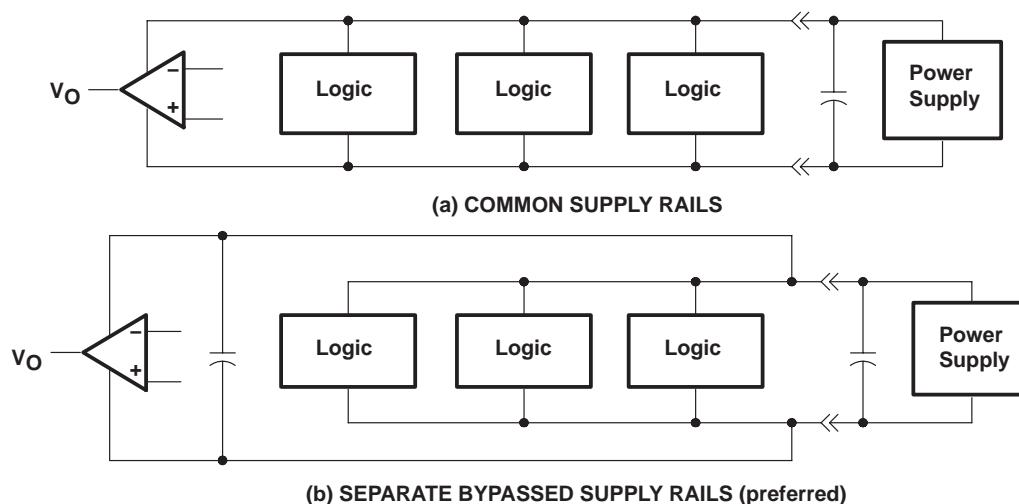 Logic
Logic
Logic
Power
Supply
VO
−
+
(a) COMMON SUPPLY RAILS
Logic
Logic
Logic
Power
Supply
VO
−
+
(b) SEPARATE BYPASSED SUPPLY RAILS (preferred)